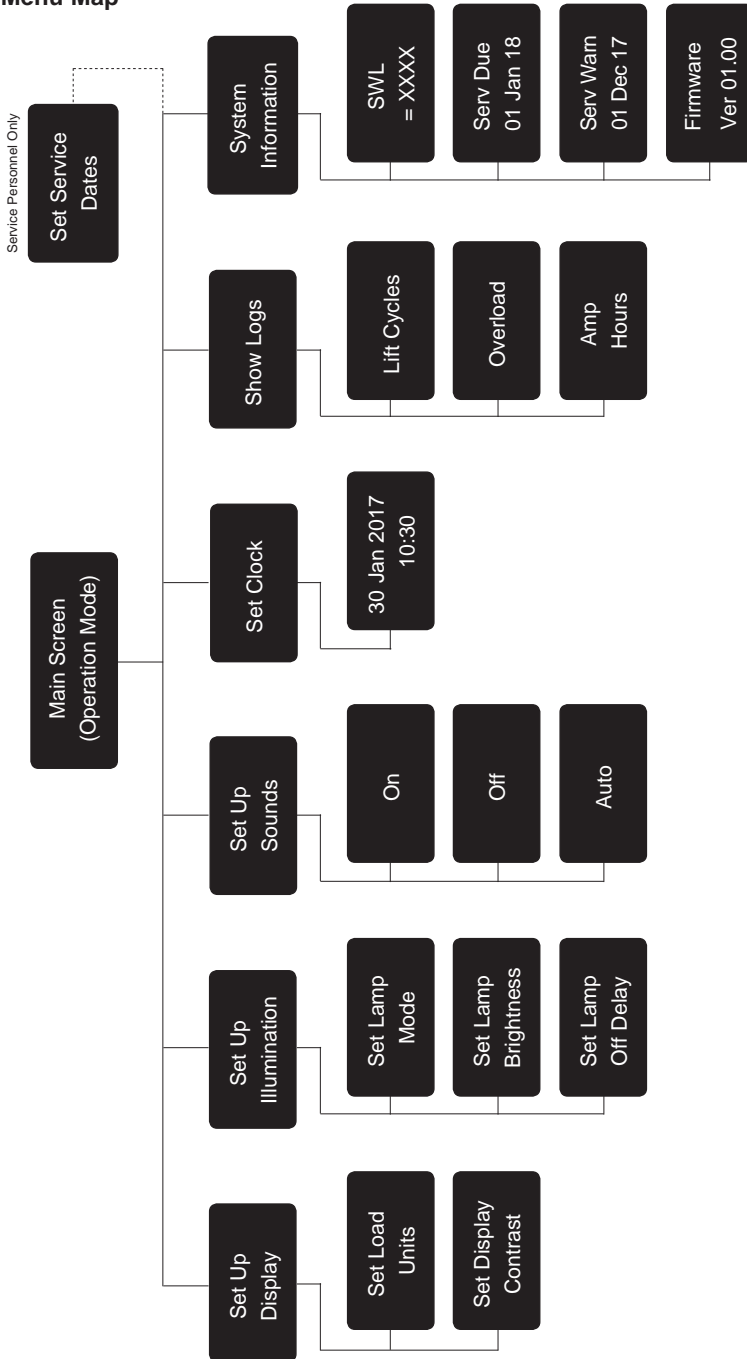 Menu Map
Service Personnel Only
Set Service
Dates
Main Screen
(Operation Mode)
Set Up
Display
Set Load
Units
Set Display
Contrast
Set Up
Illumination
Set Lamp
Mode
Set Lamp
Brightness
Set Lamp
Off Delay
Set Up
Sounds
On
Off
Auto
Set Clock
30 Jan 2017
10:30
Show Logs
Lift Cycles
Overload
Amp
Hours
System
Information
SWL
= XXXX
Serv Due
01 Jan 18
Serv Warn
01 Dec 17
Firmware
Ver 01.00